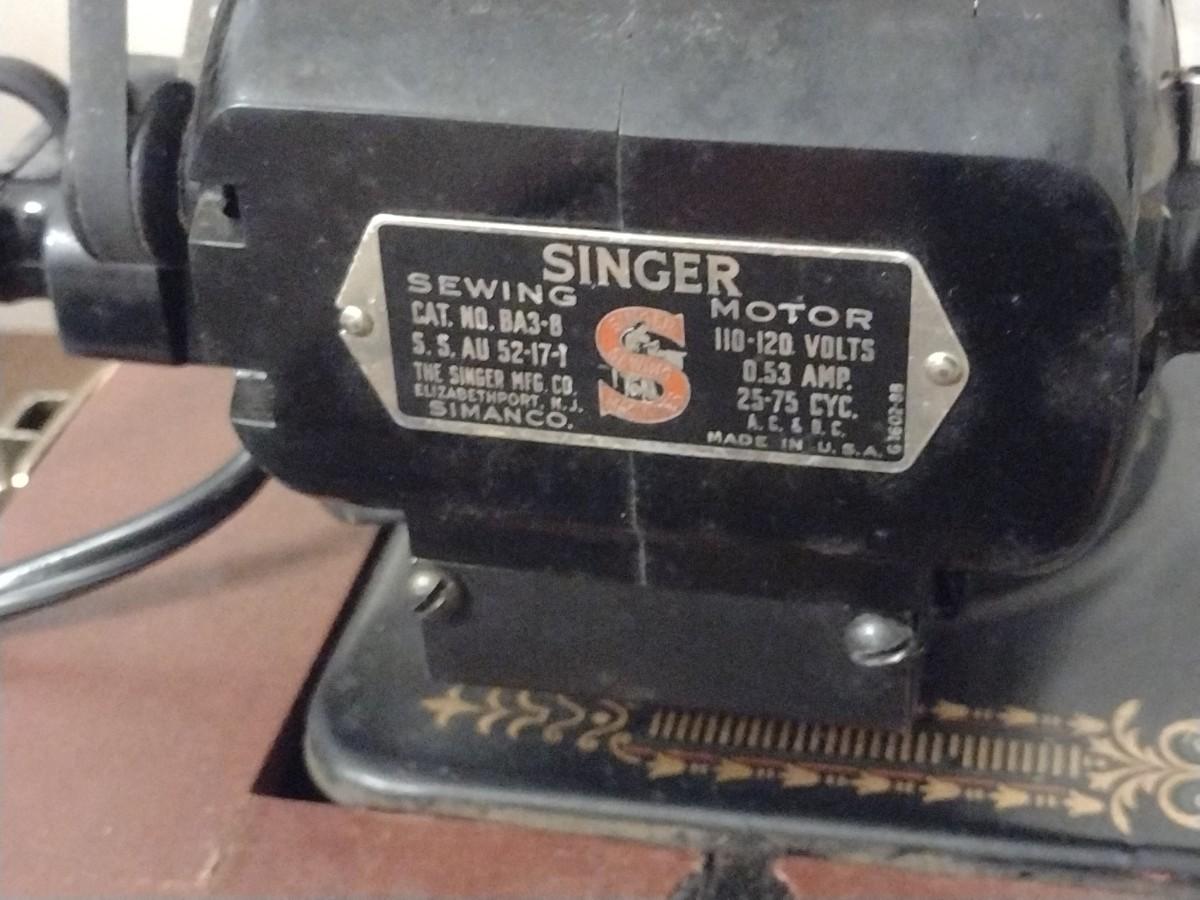 SINGER
SEWING MOTOR
CAT. NO. BA3-8
S. S. AU 52-17-1
THE SINGER MFG. CO.
ELIZABETHPORT, N. J.
SIMANCO.
S
110-120 VOLTS
0.53 AMP.
25-75 CYC.
A. C. & D. C.
MADE IN U. S. A.